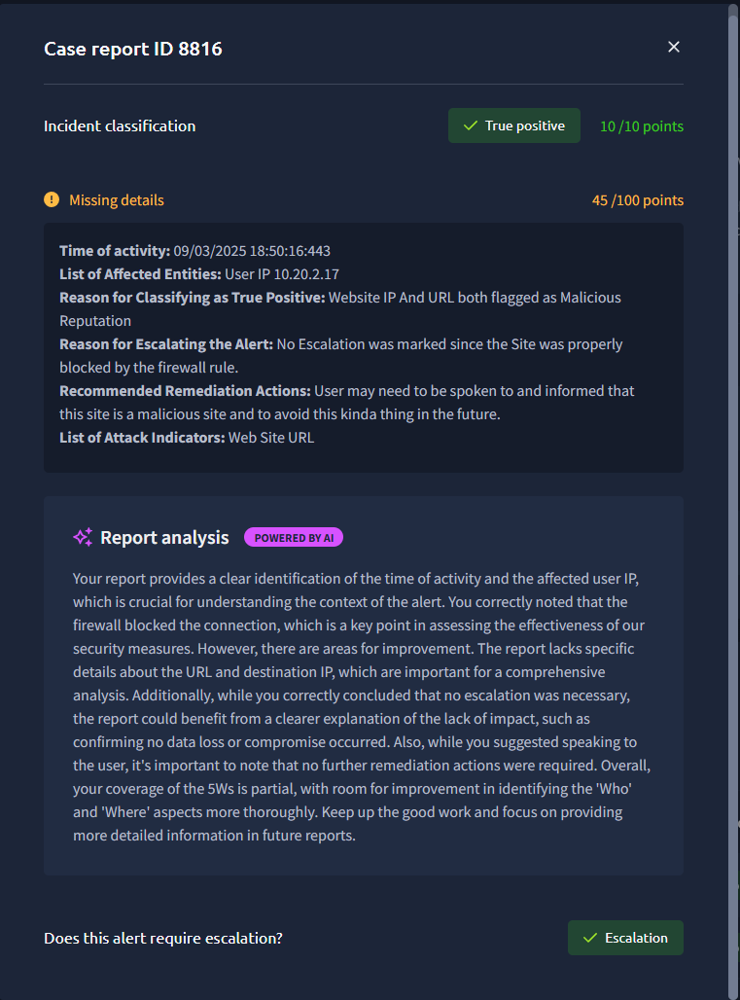 Case report ID 8816
Incident classification
True positive
10 /10 points
Missing details
45 /100 points
Time of activity: 09/03/2025 18:50:16:443
List of Affected Entities: User IP 10.20.2.17
Reason for Classifying as True Positive: Website IP And URL both flagged as Malicious
Reputation
Reason for Escalating the Alert: No Escalation was marked since the Site was properly
blocked by the firewall rule.
Recommended Remediation Actions: User may need to be spoken to and informed that
this site is a malicious site and to avoid this kinda thing in the future.
List of Attack Indicators: Web Site URL
Report analysis
POWERED BY AI
Your report provides a clear identification of the time of activity and the affected user IP,
which is crucial for understanding the context of the alert. You correctly noted that the
firewall blocked the connection, which is a key point in assessing the effectiveness of our
security measures. However, there are areas for improvement. The report lacks specific
details about the URL and destination IP, which are important for a comprehensive
analysis. Additionally, while you correctly concluded that no escalation was necessary,
the report could benefit from a clearer explanation of the lack of impact, such as
confirming no data loss or compromise occurred. Also, while you suggested speaking to
the user, it's important to note that no further remediation actions were required. Overall,
your coverage of the 5Ws is partial, with room for improvement in identifying the 'Who'
and 'Where' aspects more thoroughly. Keep up the good work and focus on providing
more detailed information in future reports.
Does this alert require escalation?
Escalation